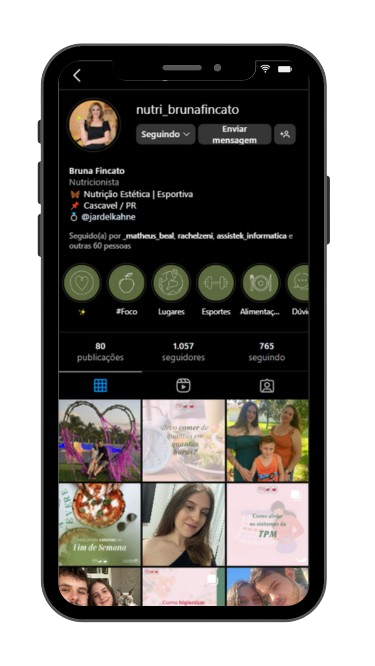 nutri_brunafincato
Seguindo
Enviar mensagem
Bruna Fincato
Nutricionista
Nutrição Estética | Esportiva
Cascavel / PR
@jardelkahne
Seguido(a) por _matheus_beal, rachelzeni, assistek_informatica e
outras 60 pessoas
#Foco
Lugares
Esportes
Alimentaç...
Dúvi
80
publicações
1.057
seguidores
765
seguindo
Devo comer de
quantas em
quantas
horas?
Fim de Semana
Como aliviar
os sintomas da
TPM
Como higienizar